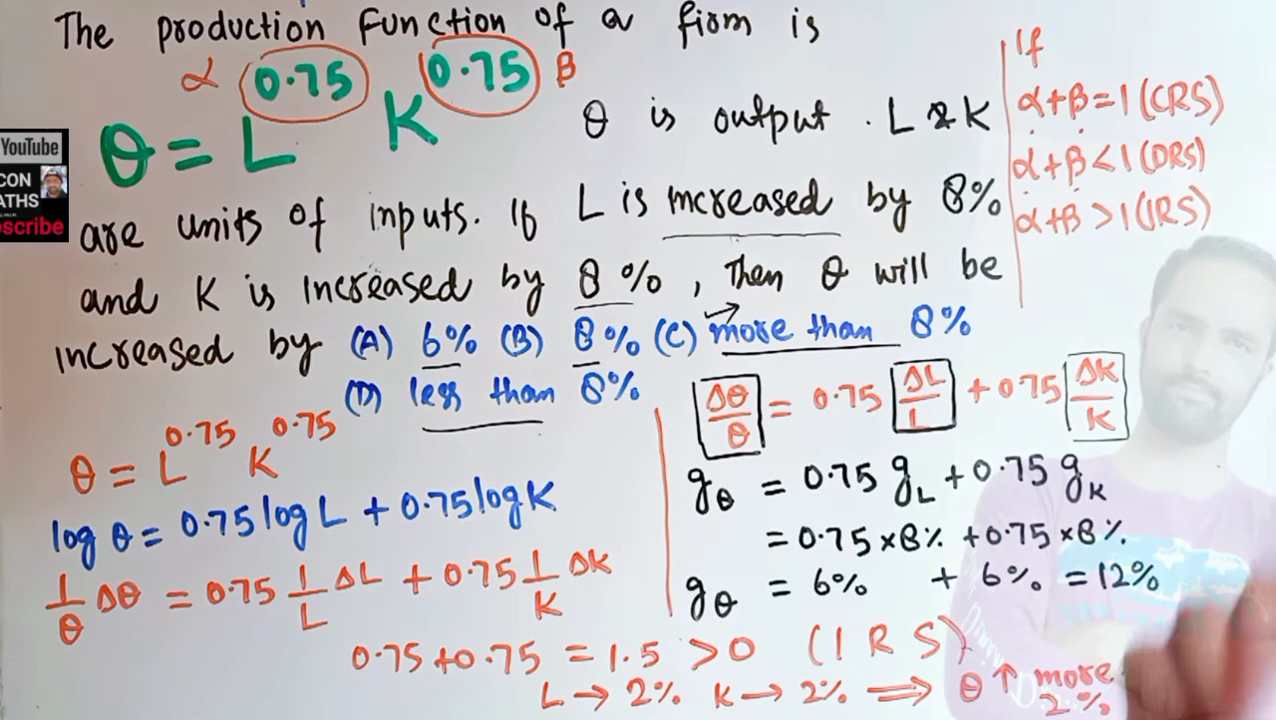 The production function of a firm is
α 0.75 0.75 β
θ = L K θ is output . L & K
are units of inputs. If L is increased by 8%
and K is increased by 8 % , Then θ will be
increased by (A) 6% (B) 8% (C) more than 8%
(D) less than 8%
If
α+β=1 (CRS)
α+β<1 (DRS)
α+β >1 (IRS)
YouTube
CON
ATHS
bscribe
θ = L^0.75 K^0.75
log θ = 0.75 log L + 0.75 log K
1/θ Δθ = 0.75 1/L ΔL + 0.75 1/K ΔK
Δθ/θ = 0.75 ΔL/L + 0.75 ΔK/K
gθ = 0.75 gL + 0.75 gK
= 0.75 ×8% +0.75 ×8%
gθ = 6% + 6% = 12%
0.75+0.75 = 1.5 >0 (IRS)
L → 2% K → 2% ⟹ θ ↑ more
2%